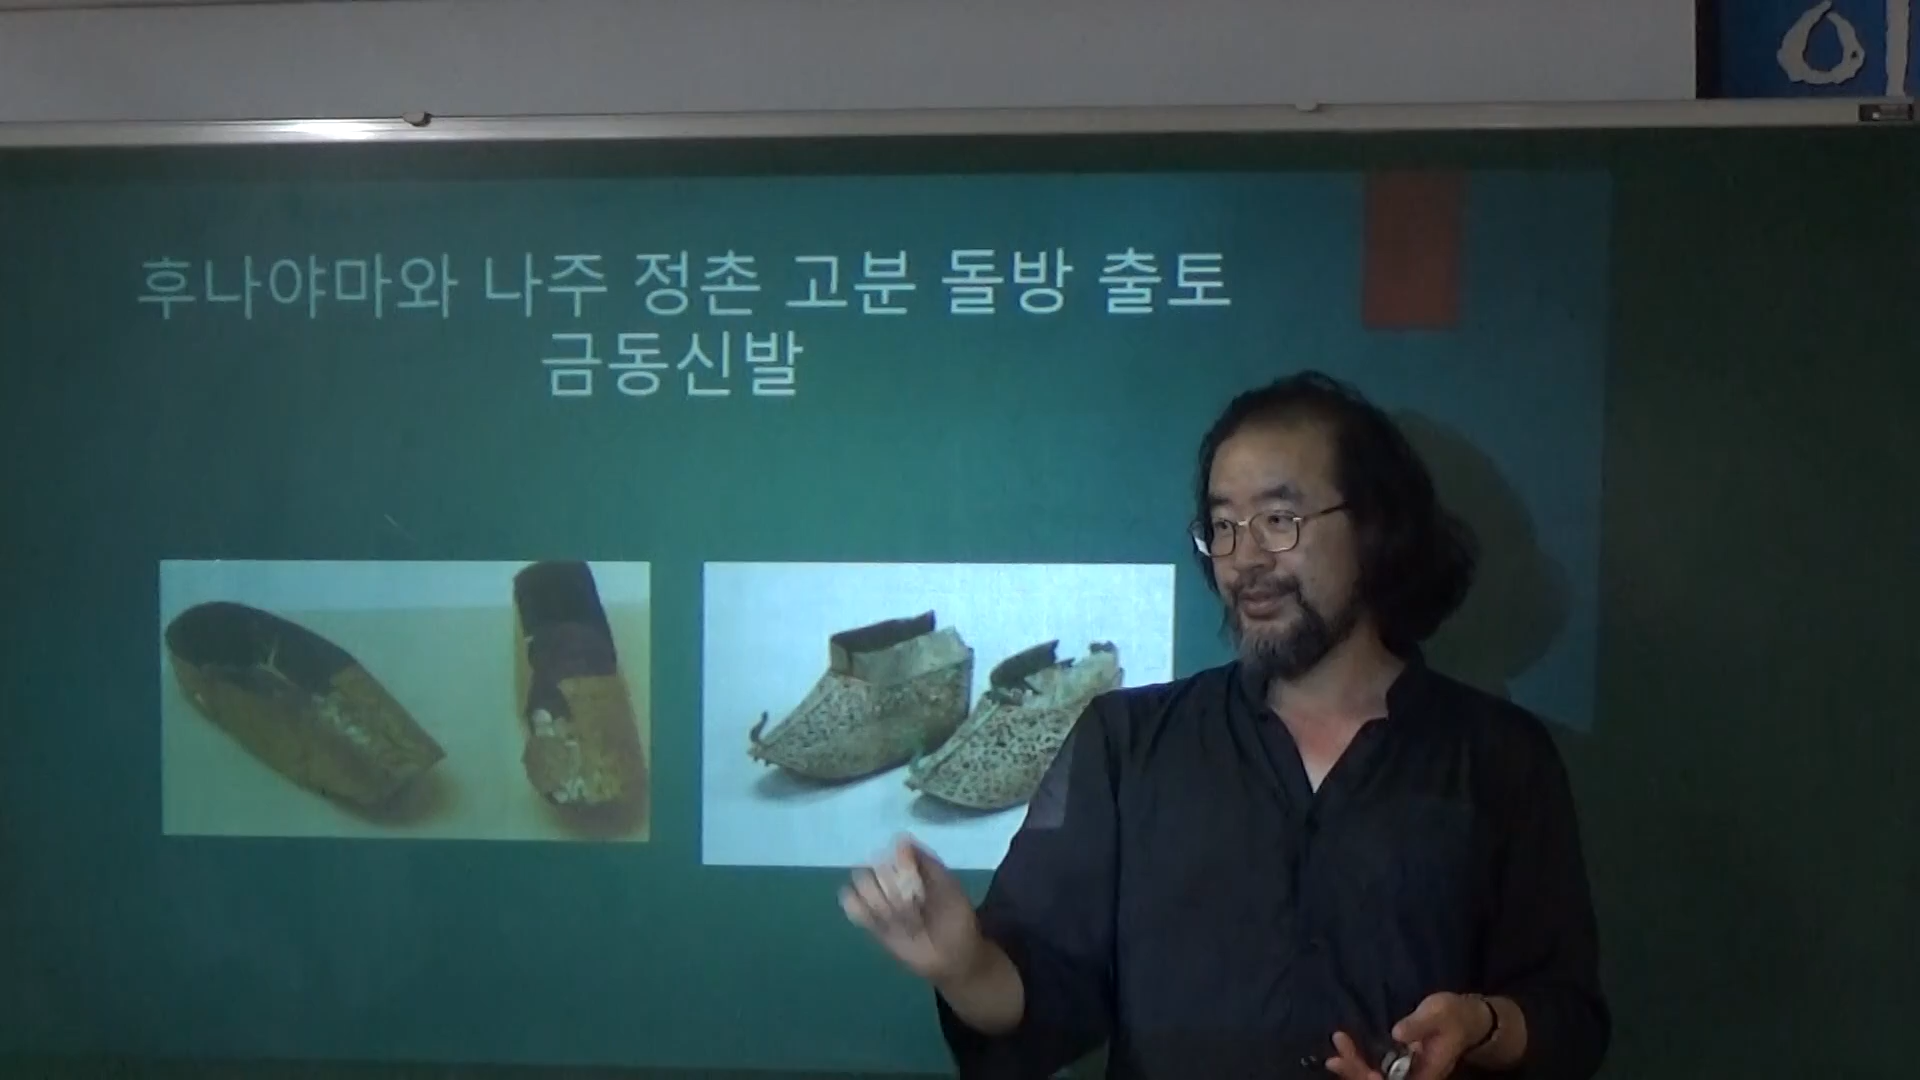 후나야마와 나주 정촌 고분 돌방 출토
금동신발